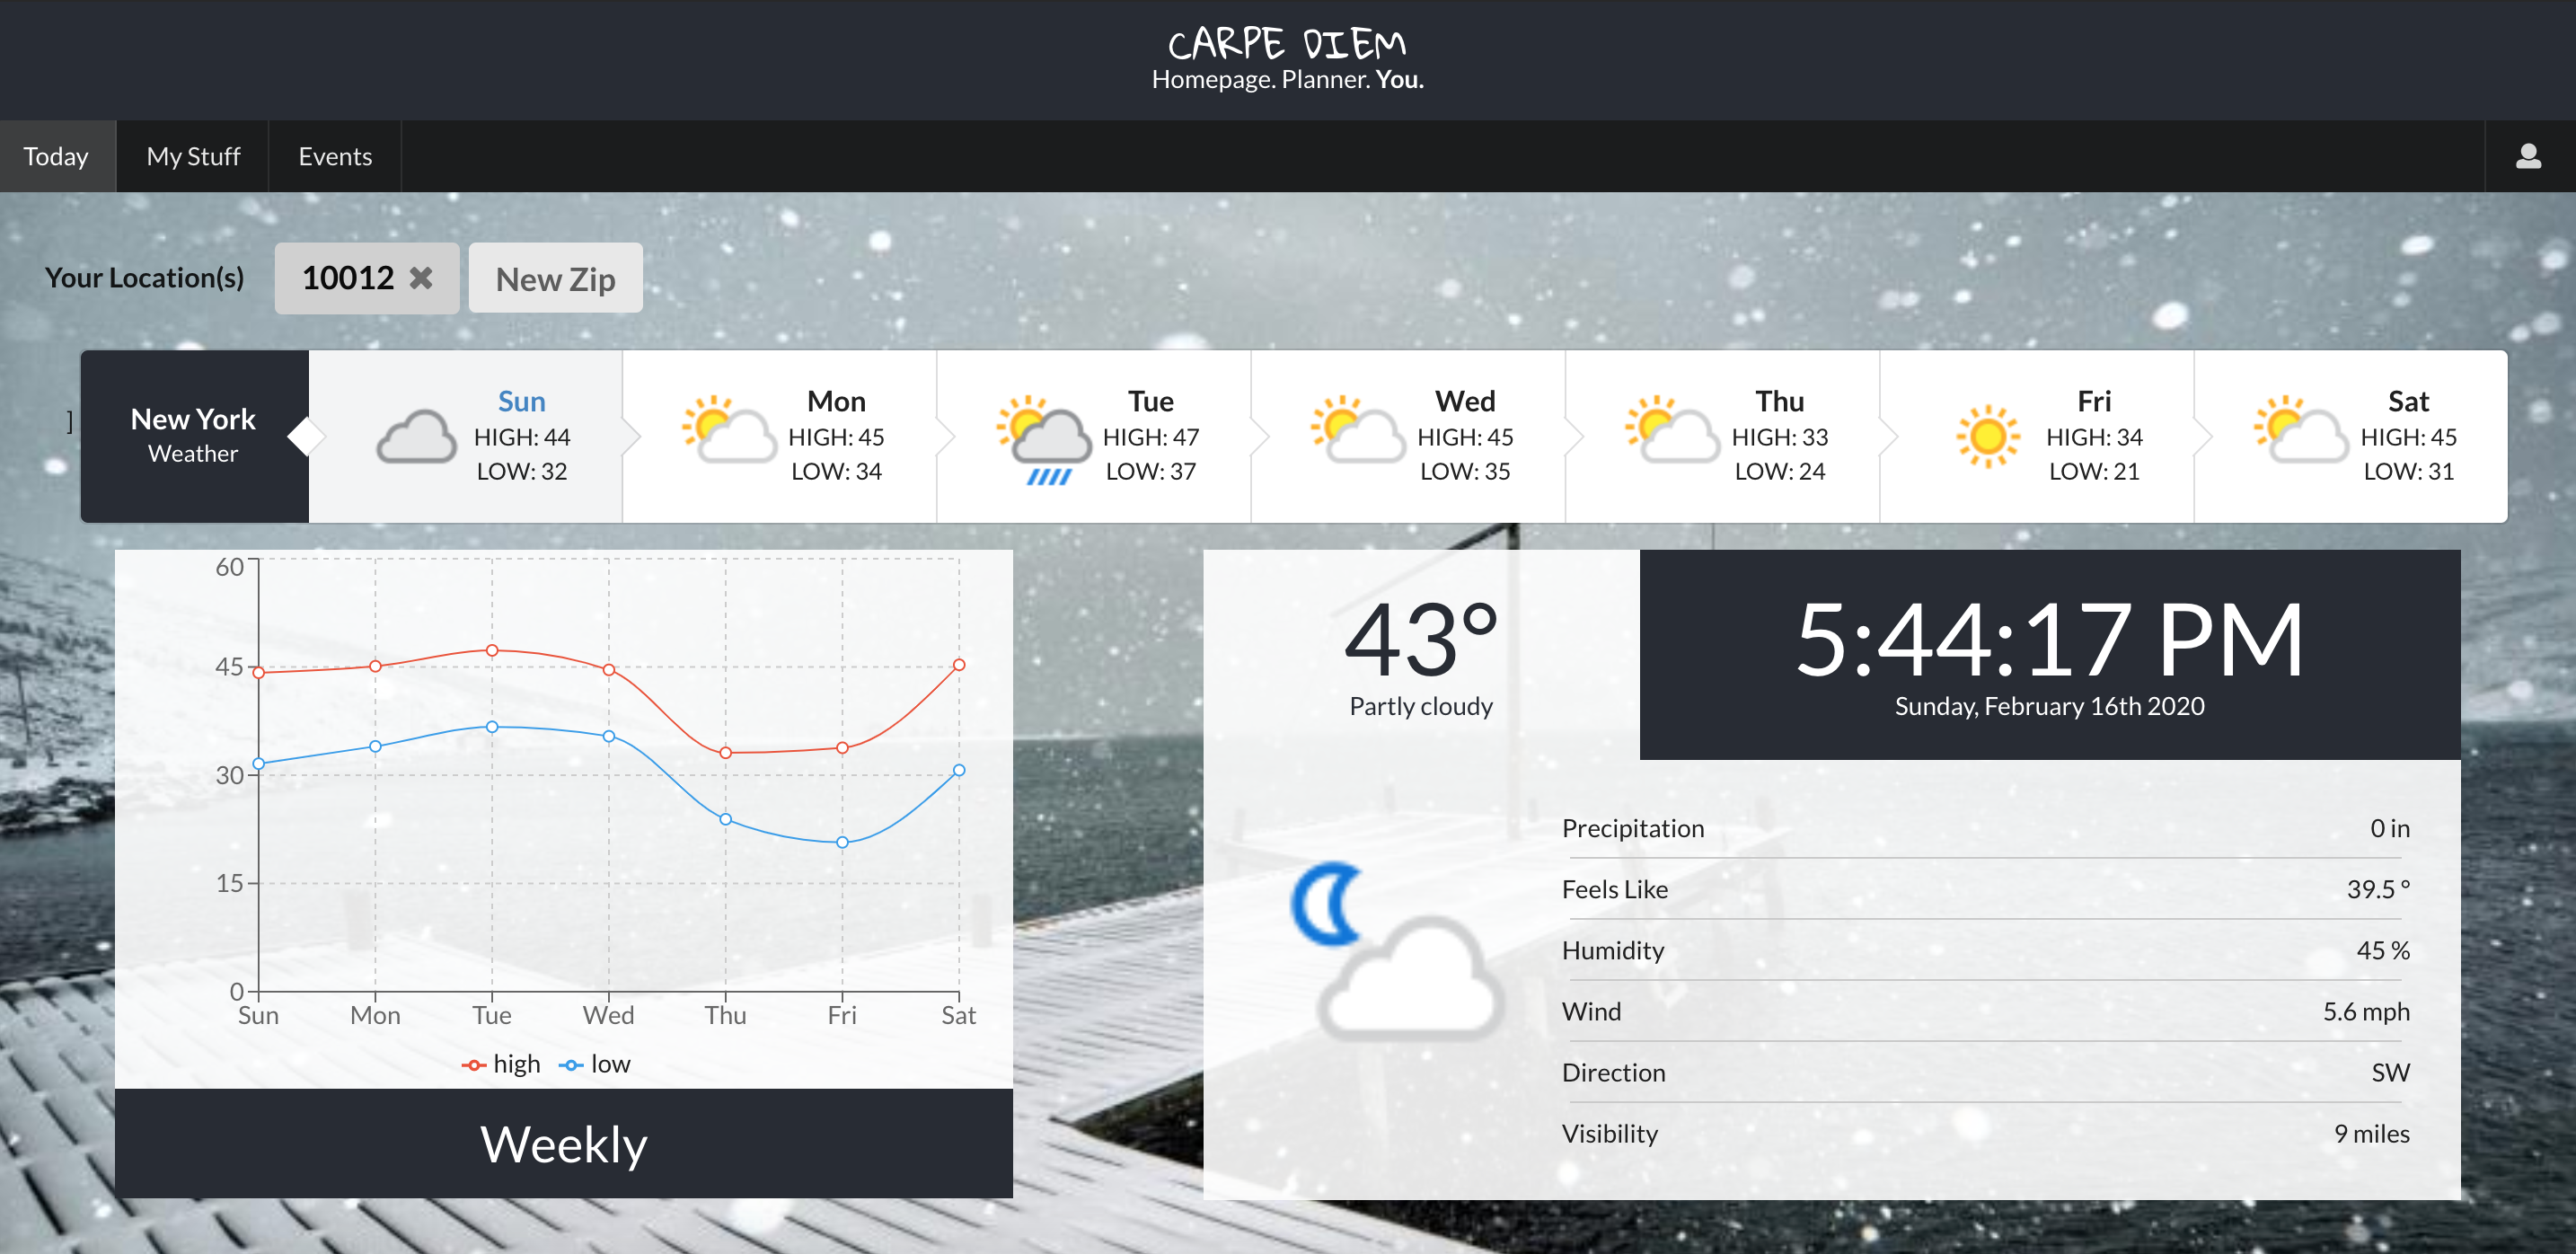 CARPE DIEM
Homepage. Planner. You.
Today
My Stuff
Events
Your Location(s)
10012
New Zip
]
New York
Weather
Sun
HIGH: 44
LOW: 32
Mon
HIGH: 45
LOW: 34
Tue
HIGH: 47
LOW: 37
Wed
HIGH: 45
LOW: 35
Thu
HIGH: 33
LOW: 24
Fri
HIGH: 34
LOW: 21
Sat
HIGH: 45
LOW: 31
60
45
30
15
0
Sun Mon Tue Wed Thu Fri Sat
high low
Weekly
43°
Partly cloudy
5:44:17 PM
Sunday, February 16th 2020
Precipitation 0 in
Feels Like 39.5 °
Humidity 45 %
Wind 5.6 mph
Direction SW
Visibility 9 miles